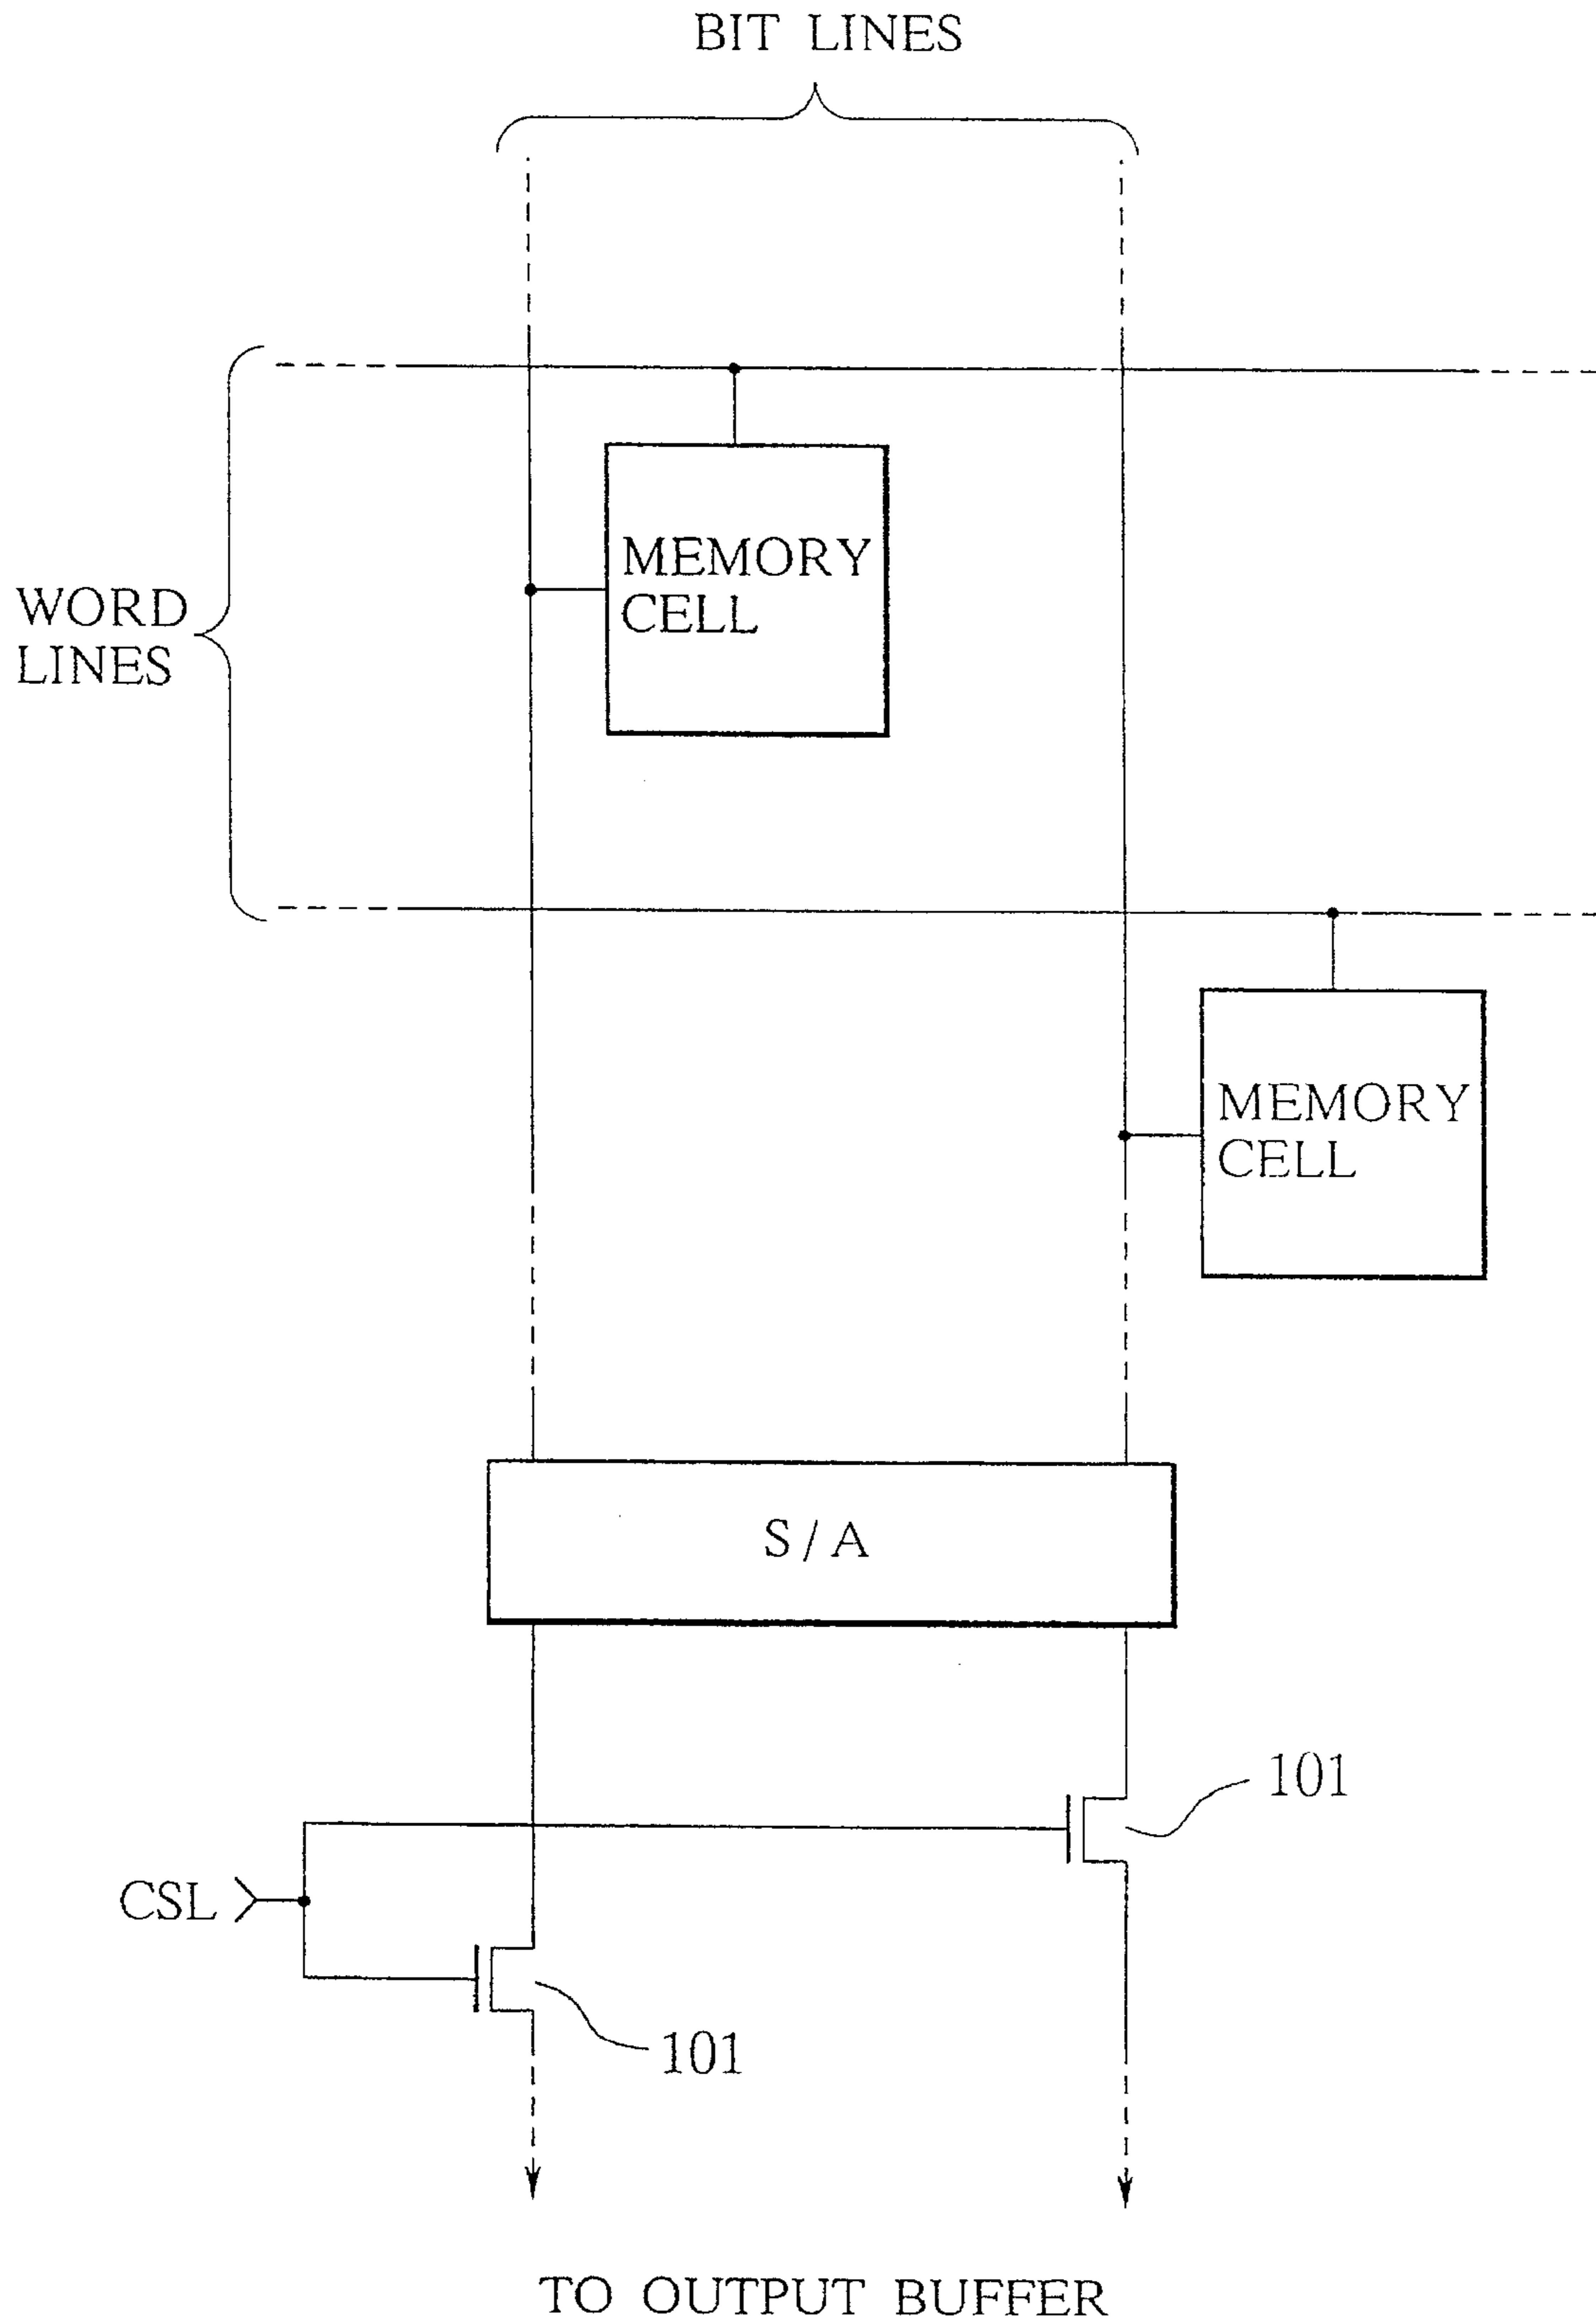 BIT LINES
WORD
LINES
MEMORY
CELL
MEMORY
CELL
S/A
101
CSL
101
TO OUTPUT BUFFER